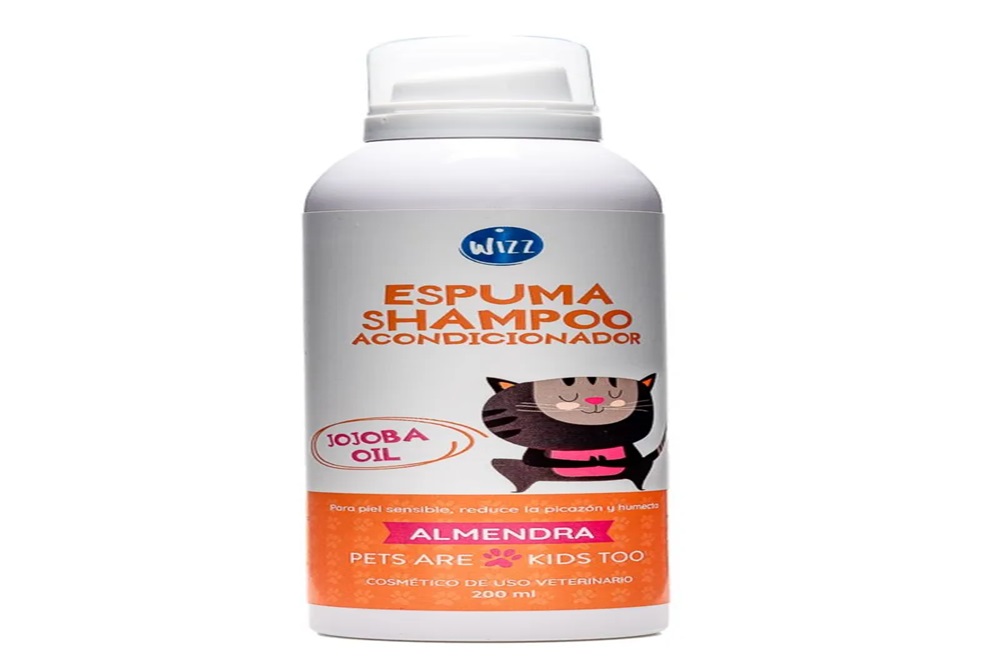 WIZZ
ESPUMA
SHAMPOO
ACONDICIONADOR
JOJOBA
OIL
Para piel sensible, reduce la picazón y humecta
ALMENDRA
PETS ARE KIDS TOO
COSMÉTICO DE USO VETERINARIO
200 ml